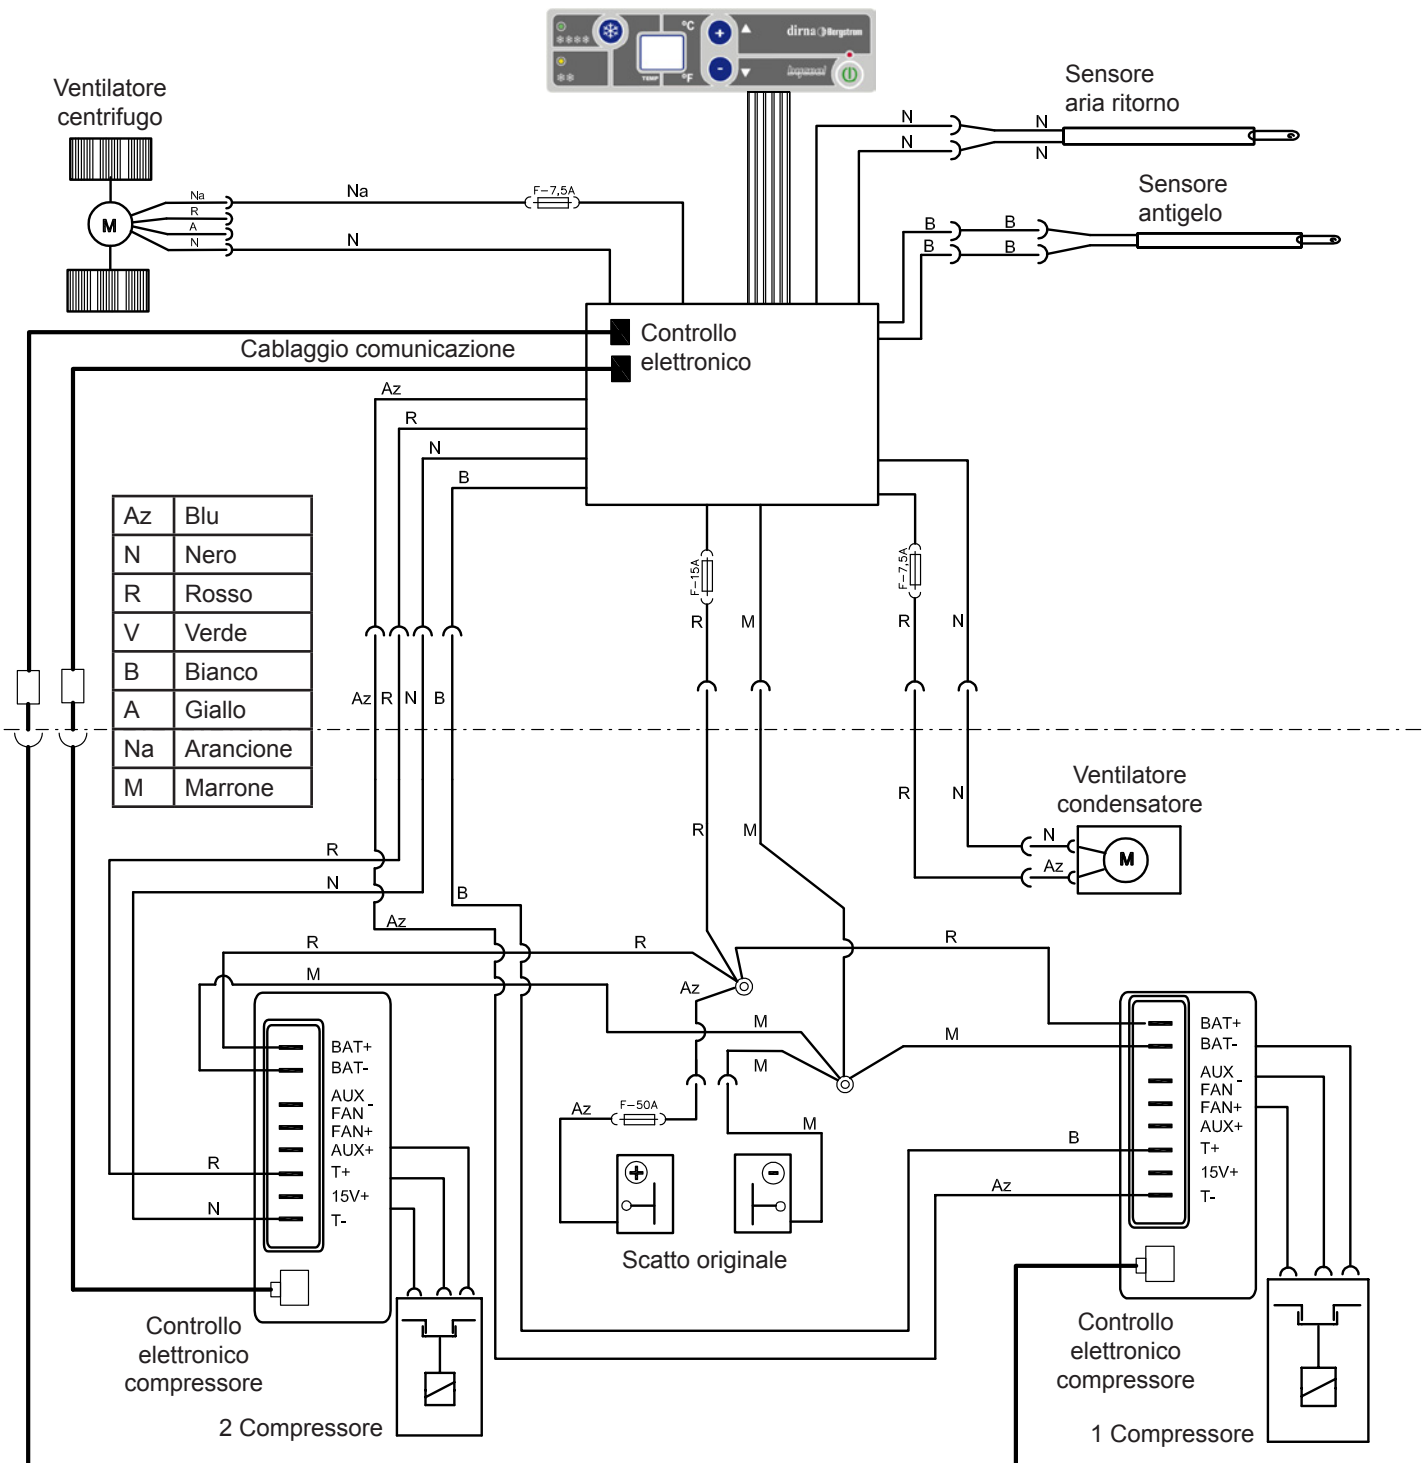 °C
°F
TEMP
+
-
dirna Bergstrom
Ventilatore
centrifugo
Sensore
aria ritorno
Sensore
antigelo
N
N
N
N
B
B
B
B
Na
R
A
N
Na
N
F-7,5A
M
Controllo
elettronico
Cablaggio comunicazione
Az
R
N
B
Az Blu
N Nero
R Rosso
V Verde
B Bianco
A Giallo
Na Arancione
M Marrone
F-15A
F-7,5A
R
M
R
N
Az
R
N
B
Ventilatore
condensatore
R
N
N
Az
M
R
M
R
N
B
Az
R
R
R
M
Az
M
M
M
BAT+
BAT-
AUX -
FAN
FAN+
AUX+
T+
15V+
T-
R
N
Az
F-50A
M
+
-
Scatto originale
B
Az
BAT+
BAT-
AUX -
FAN
FAN+
AUX+
T+
15V+
T-
Controllo
elettronico
compressore
2 Compressore
Controllo
elettronico
compressore
1 Compressore